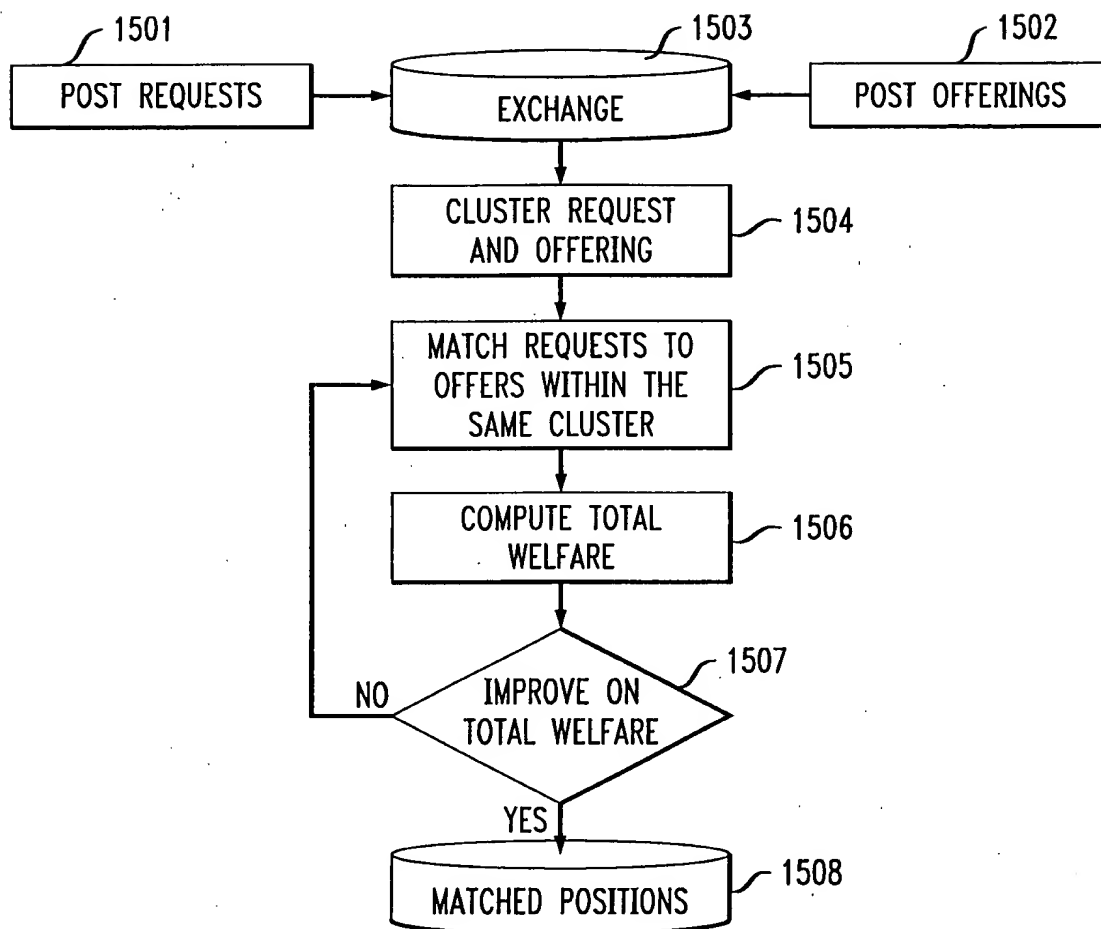 1501
1503
1502
POST REQUESTS
EXCHANGE
POST OFFERINGS
CLUSTER REQUEST
AND OFFERING
1504
MATCH REQUESTS TO
OFFERS WITHIN THE
SAME CLUSTER
1505
COMPUTE TOTAL
WELFARE
1506
1507
NO
IMPROVE ON
TOTAL WELFARE
YES
MATCHED POSITIONS
1508